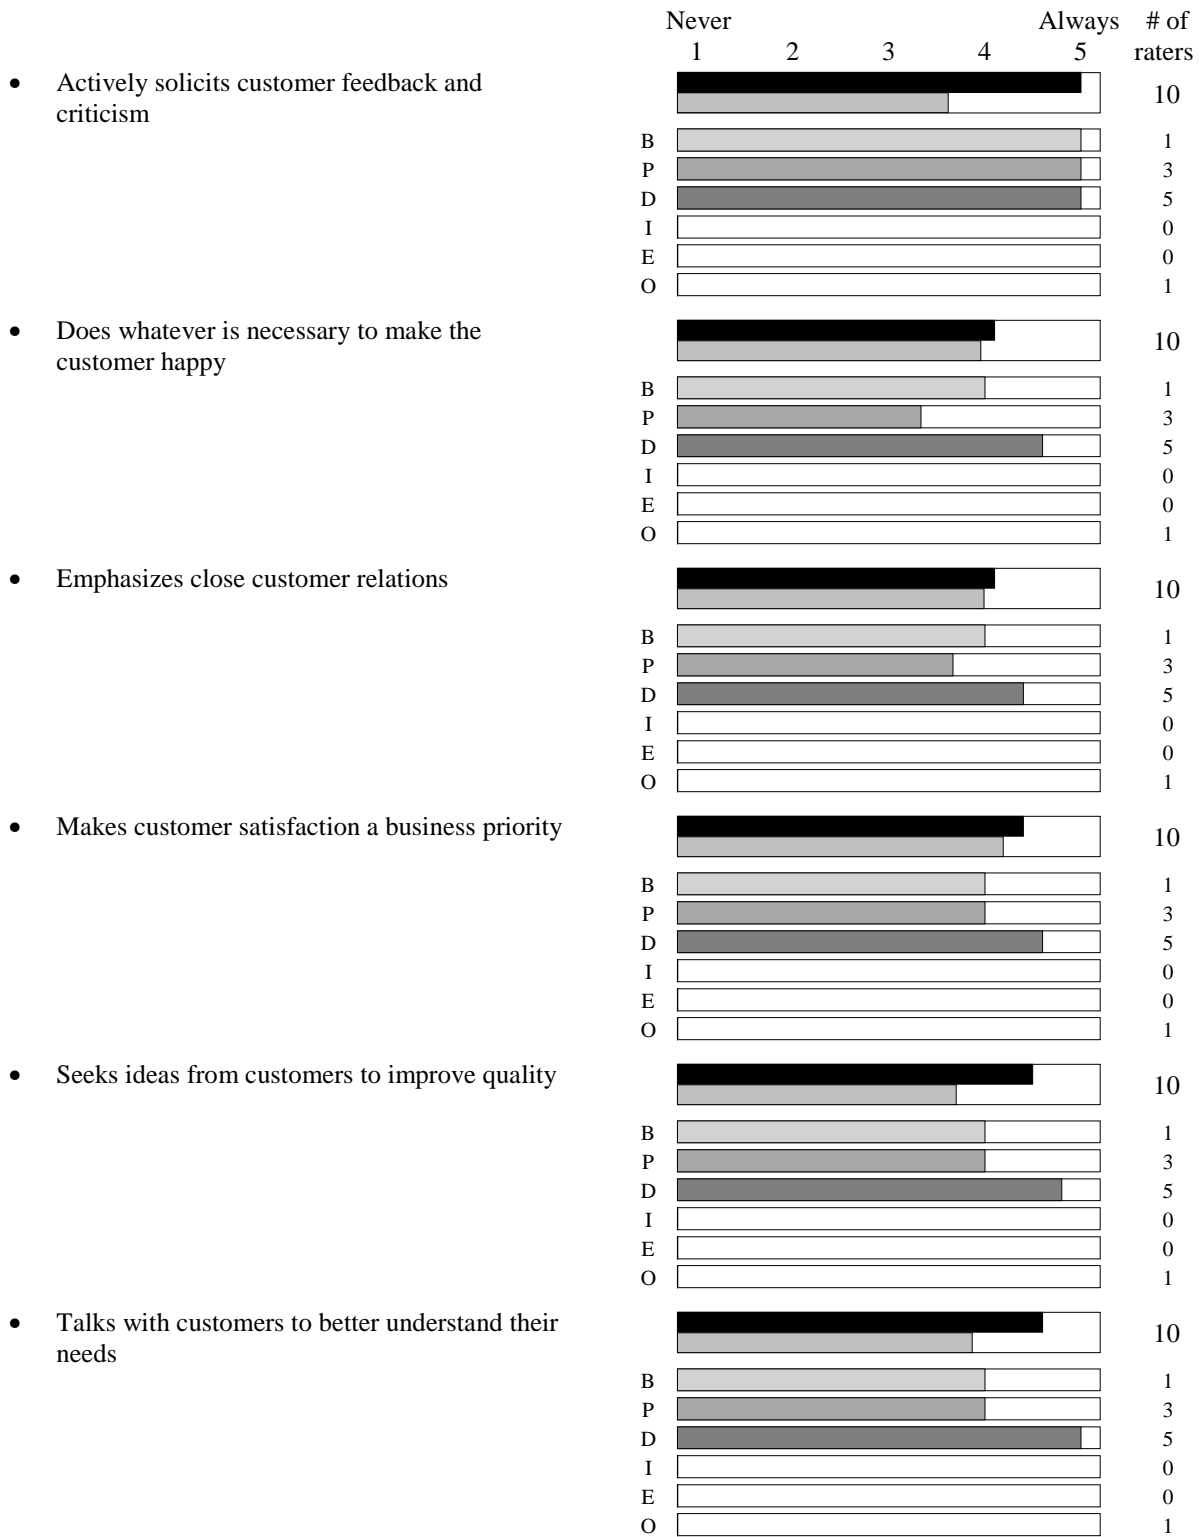 Never Always # of
1 2 3 4 5 raters
• Actively solicits customer feedback and 10
criticism
B 1
P 3
D 5
I 0
E 0
O 1
• Does whatever is necessary to make the 10
customer happy
B 1
P 3
D 5
I 0
E 0
O 1
• Emphasizes close customer relations 10
B 1
P 3
D 5
I 0
E 0
O 1
• Makes customer satisfaction a business priority 10
B 1
P 3
D 5
I 0
E 0
O 1
• Seeks ideas from customers to improve quality 10
B 1
P 3
D 5
I 0
E 0
O 1
• Talks with customers to better understand their 10
needs
B 1
P 3
D 5
I 0
E 0
O 1